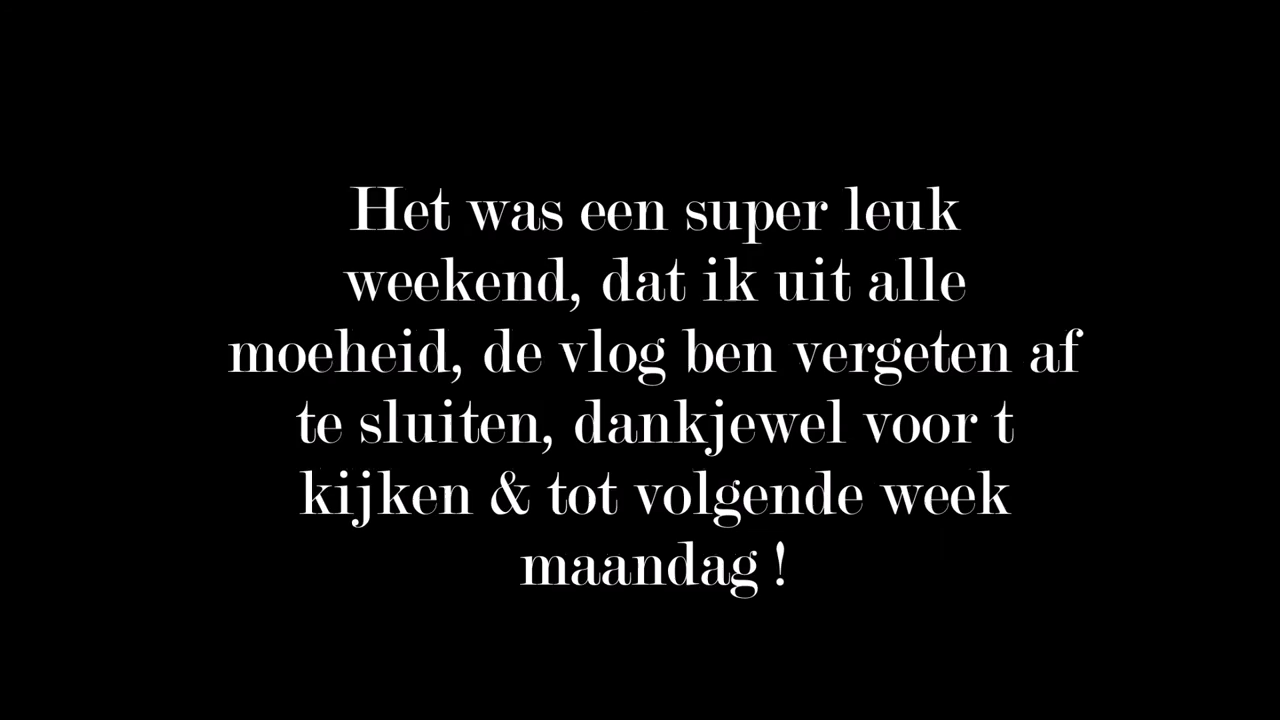 Het was een super leuk
weekend, dat ik uit alle
moeheid, de vlog ben vergeten af
te sluiten, dankjewel voor t
kijken & tot volgende week
maandag !